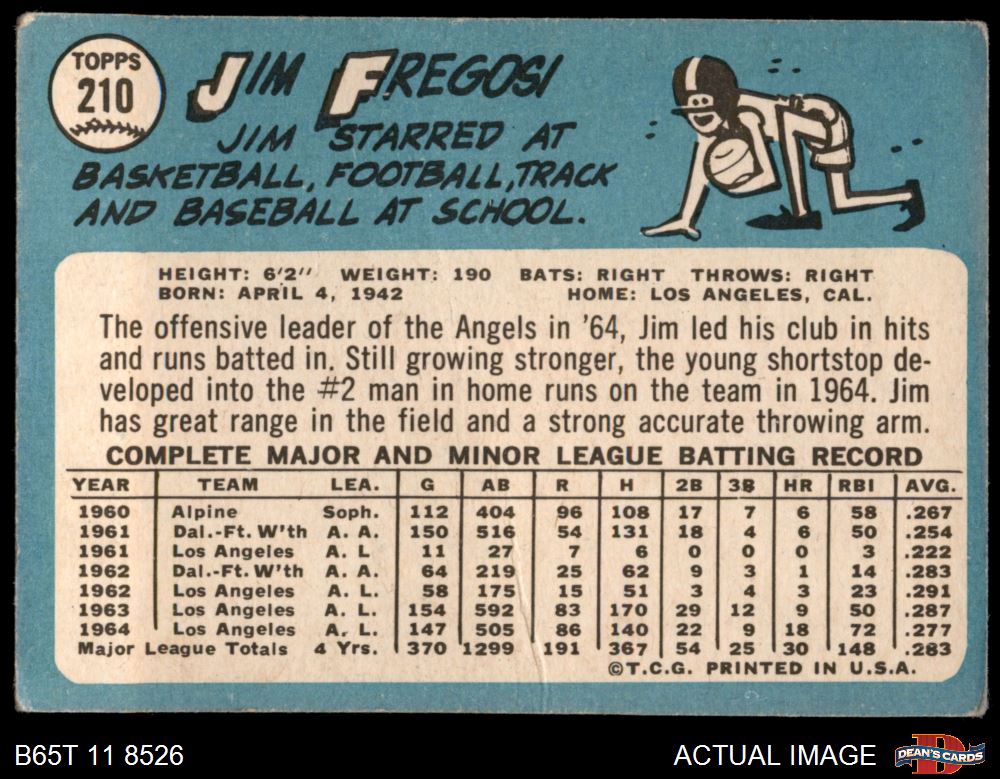 TOPPS
210
JIM FREGOSI
JIM STARRED AT
BASKETBALL, FOOTBALL, TRACK
AND BASEBALL AT SCHOOL.
HEIGHT: 6'2" WEIGHT: 190 BATS: RIGHT THROWS: RIGHT
BORN: APRIL 4, 1942 HOME: LOS ANGELES, CAL.
The offensive leader of the Angels in '64, Jim led his club in hits
and runs batted in. Still growing stronger, the young shortstop de-
veloped into the #2 man in home runs on the team in 1964. Jim
has great range in the field and a strong accurate throwing arm.
COMPLETE MAJOR AND MINOR LEAGUE BATTING RECORD
YEAR TEAM LEA. G AB R H 2B 3B HR RBI AVG.
1960 Alpine Soph. 112 404 96 108 17 7 6 58 .267
1961 Dal.-Ft. W'th A. A. 150 516 54 131 18 4 6 50 .254
1961 Los Angeles A. L 11 27 7 6 0 0 0 3 .222
1962 Dal.-Ft. W'th A. A. 64 219 25 62 9 3 1 14 .283
1962 Los Angeles A. L. 58 175 15 51 3 4 3 23 .291
1963 Los Angeles A. L. 154 592 83 170 29 12 9 50 .287
1964 Los Angeles A. L. 147 505 86 140 22 9 18 72 .277
Major League Totals 4 Yrs. 370 1299 191 367 54 25 30 148 .283
©T.C.G. PRINTED IN U.S.A.
B65T 11 8526 ACTUAL IMAGE DEAN'S CARDS